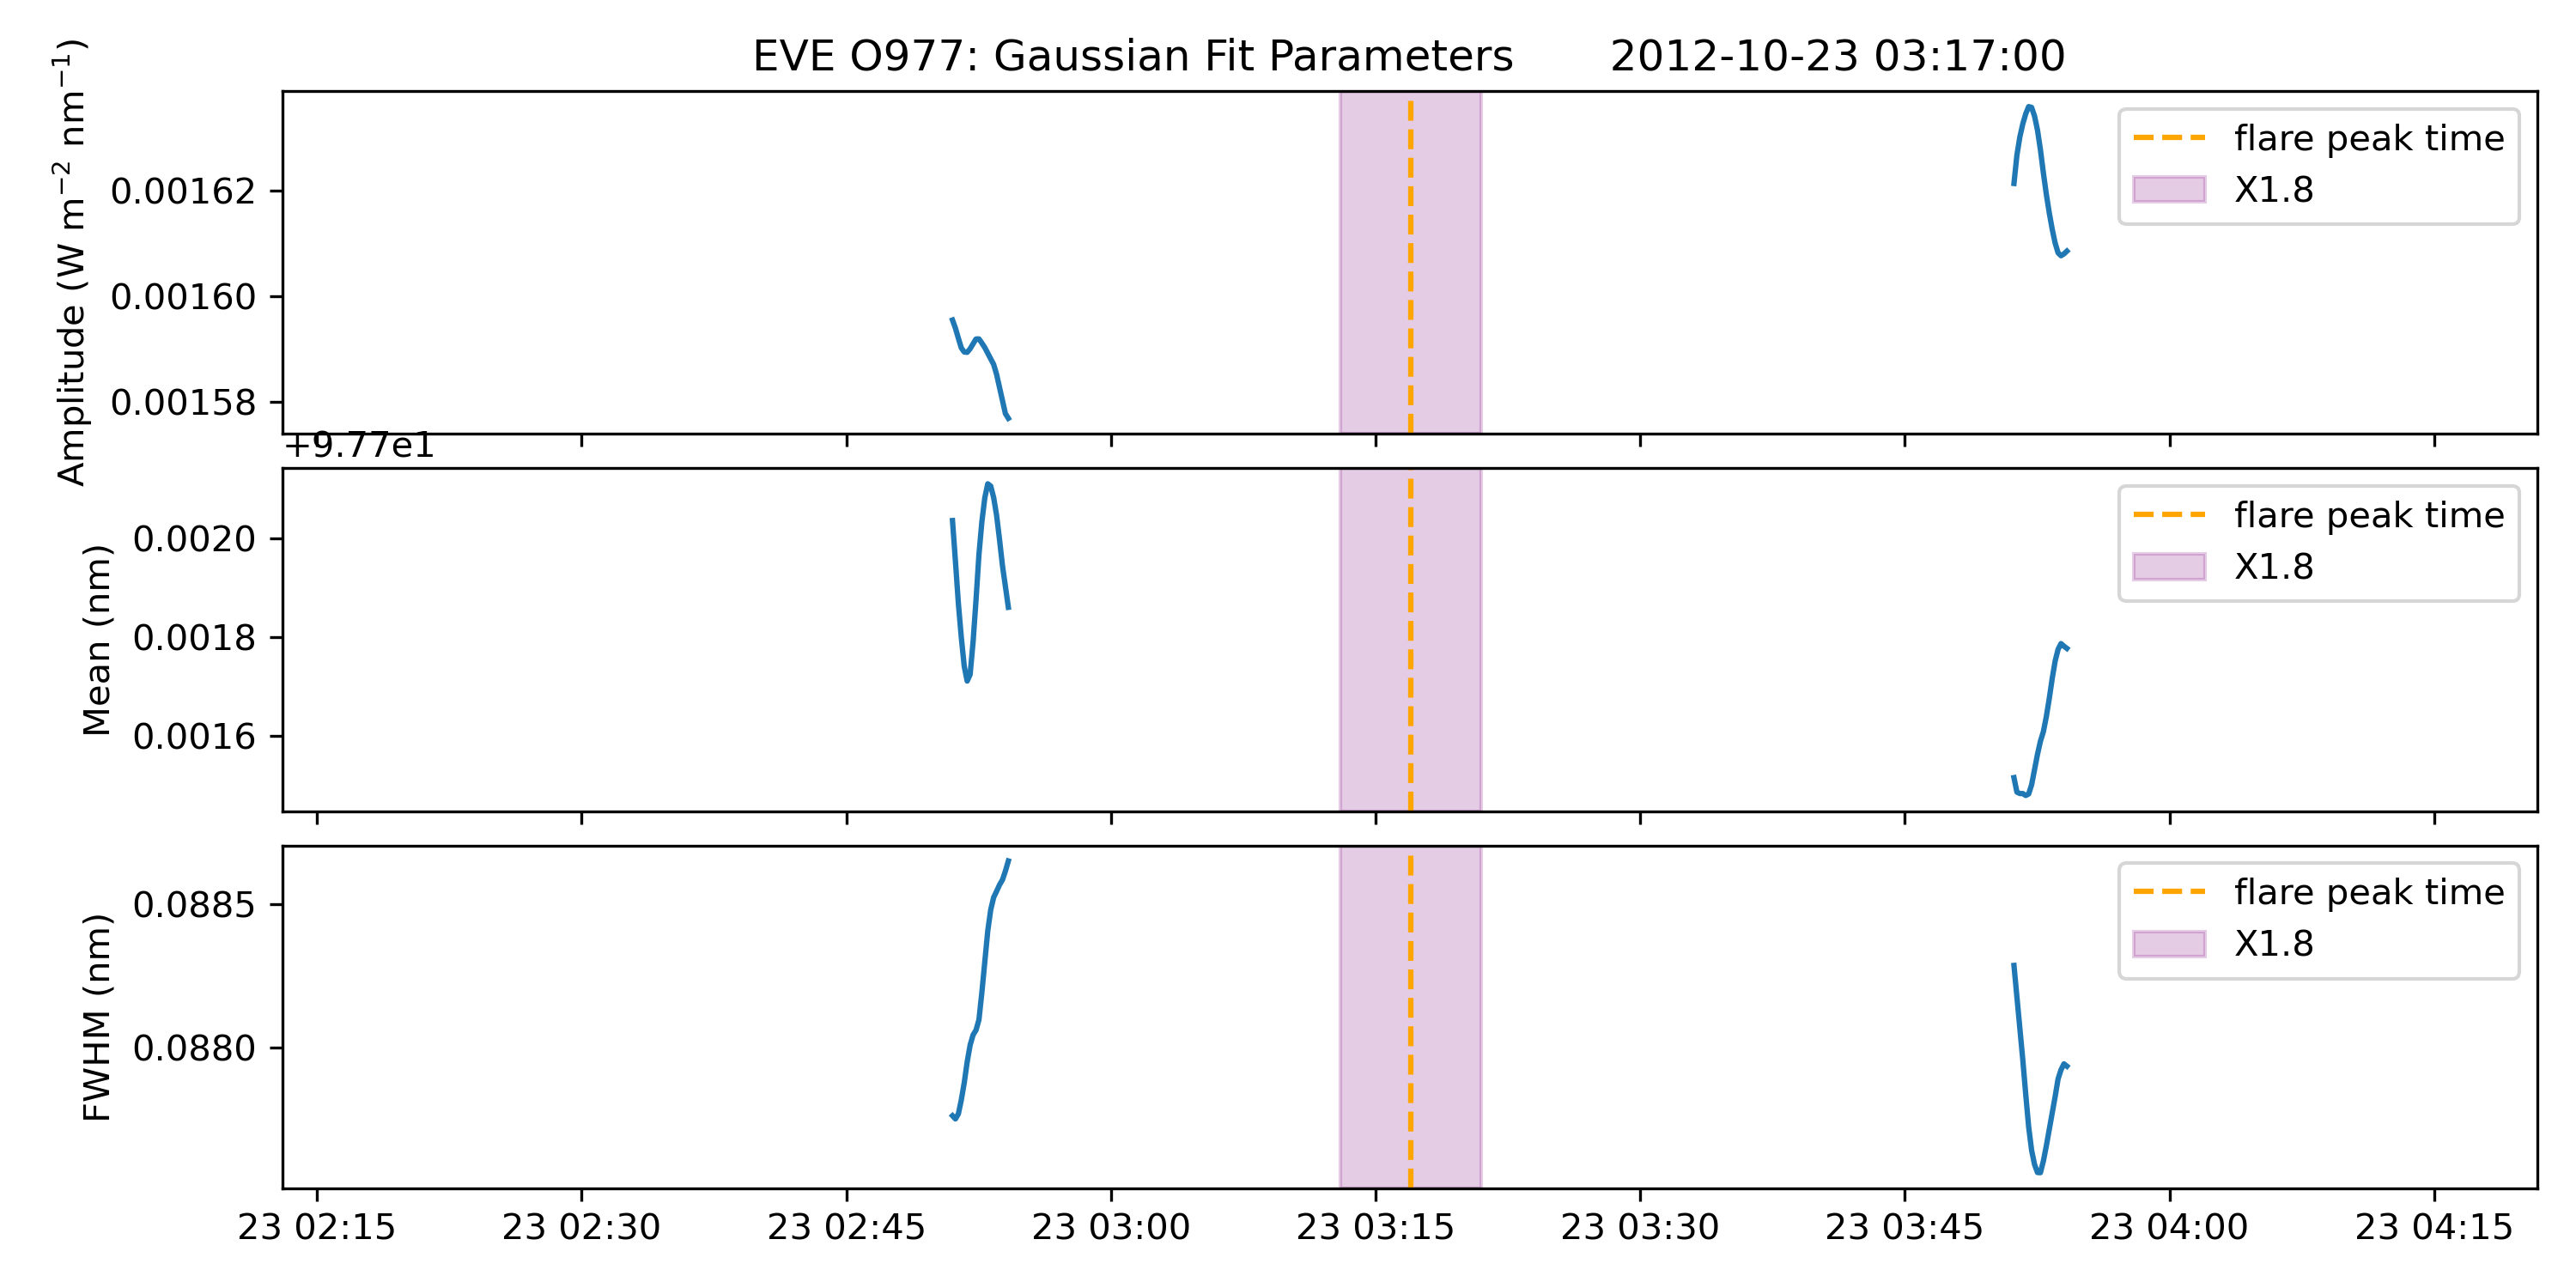 EVE O977: Gaussian Fit Parameters 2012-10-23 03:17:00
Amplitude (W m⁻² nm⁻¹)
0.00162
0.00160
0.00158
flare peak time
X1.8
+9.77e1
Mean (nm)
0.0020
0.0018
0.0016
flare peak time
X1.8
FWHM (nm)
0.0885
0.0880
flare peak time
X1.8
23 02:15 23 02:30 23 02:45 23 03:00 23 03:15 23 03:30 23 03:45 23 04:00 23 04:15